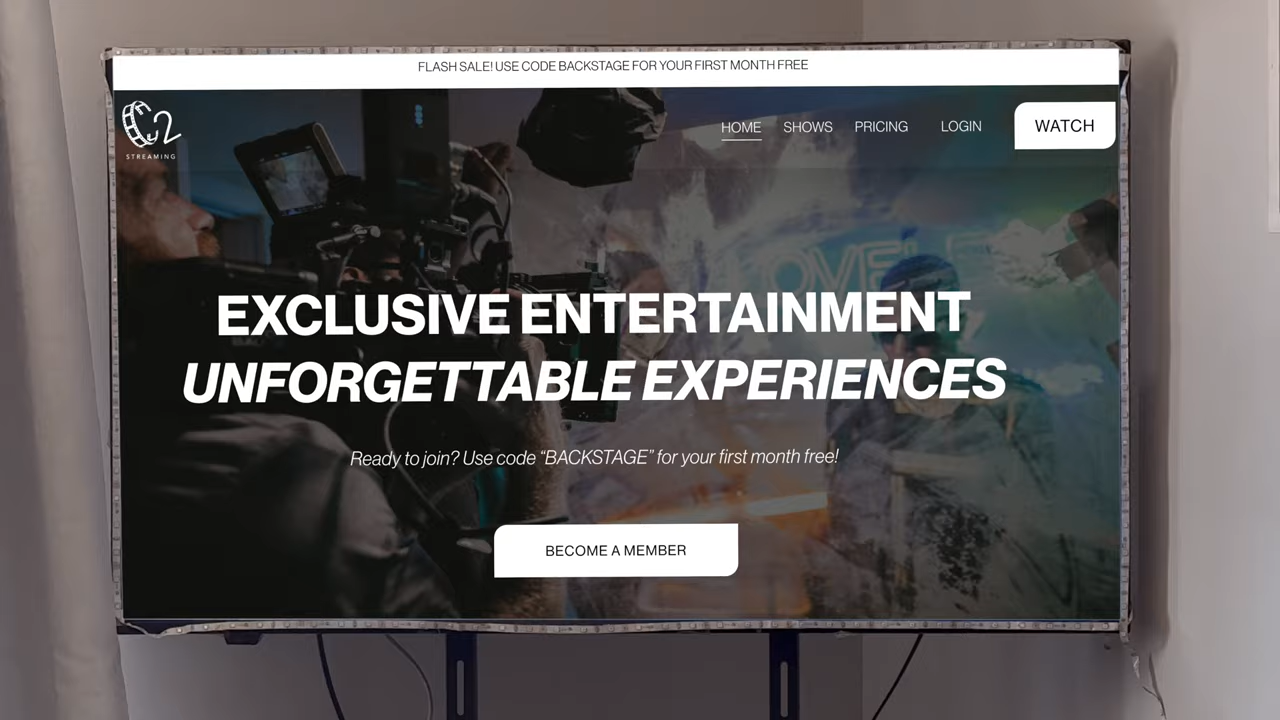 FLASH SALE! USE CODE BACKSTAGE FOR YOUR FIRST MONTH FREE
C2
STREAMING
HOME SHOWS PRICING LOGIN WATCH
EXCLUSIVE ENTERTAINMENT
UNFORGETTABLE EXPERIENCES
Ready to join? Use code “BACKSTAGE” for your first month free!
BECOME A MEMBER